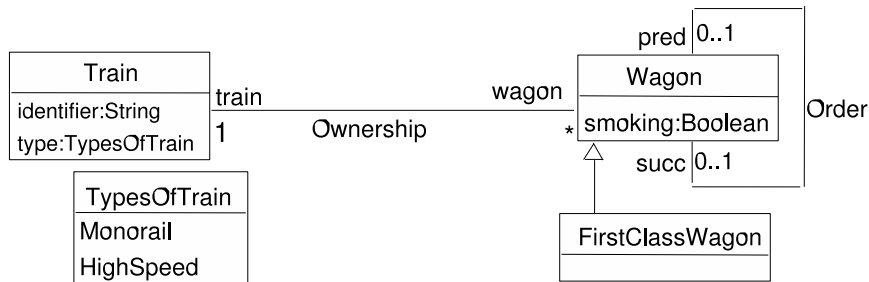 Train
identifier:String
type:TypesOfTrain
train
1
Ownership
wagon
*
pred
0..1
Wagon
smoking:Boolean
succ
0..1
Order
TypesOfTrain
Monorail
HighSpeed
FirstClassWagon